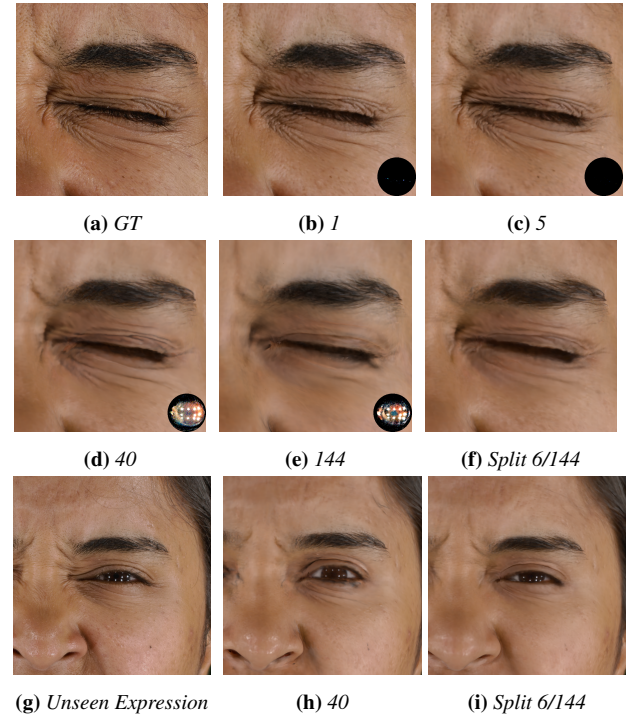 (a) GT
(b) 1
(c) 5
(d) 40
(e) 144
(f) Split 6/144
(g) Unseen Expression
(h) 40
(i) Split 6/144